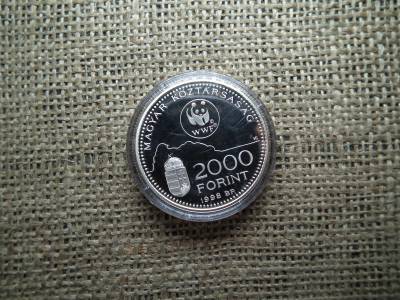 MAGYAR KÖZTÁRSASÁG
WWF
2000
FORINT
1998 BP.